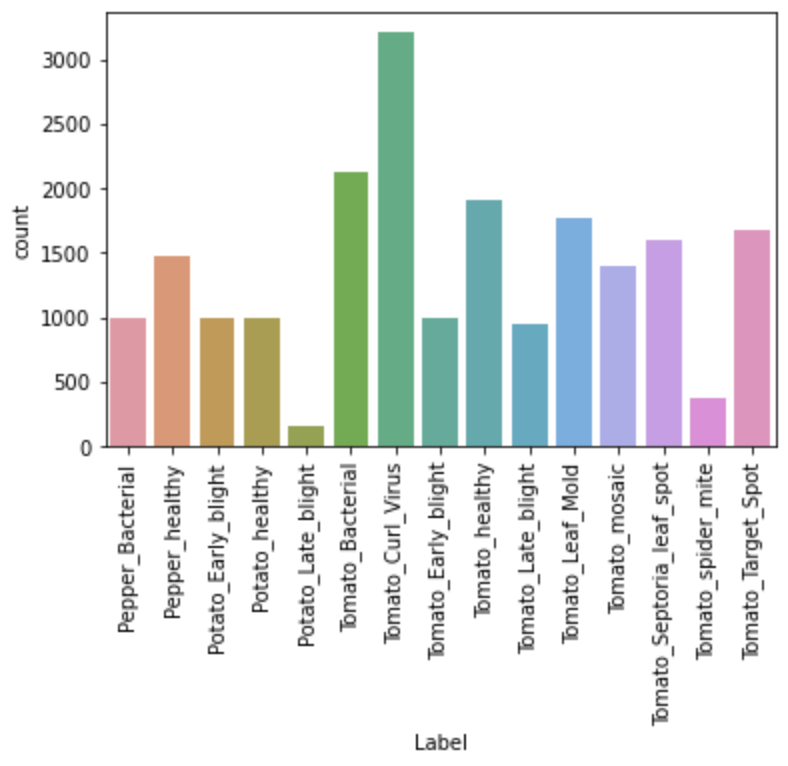 count
3000
2500
2000
1500
1000
500
0
Pepper_Bacterial
Pepper_healthy
Potato_Early_blight
Potato_healthy
Potato_Late_blight
Tomato_Bacterial
Tomato_Curl_Virus
Tomato_Early_blight
Tomato_healthy
Tomato_Late_blight
Tomato_Leaf_Mold
Tomato_mosaic
Tomato_Septoria_leaf_spot
Tomato_spider_mite
Tomato_Target_Spot
Label